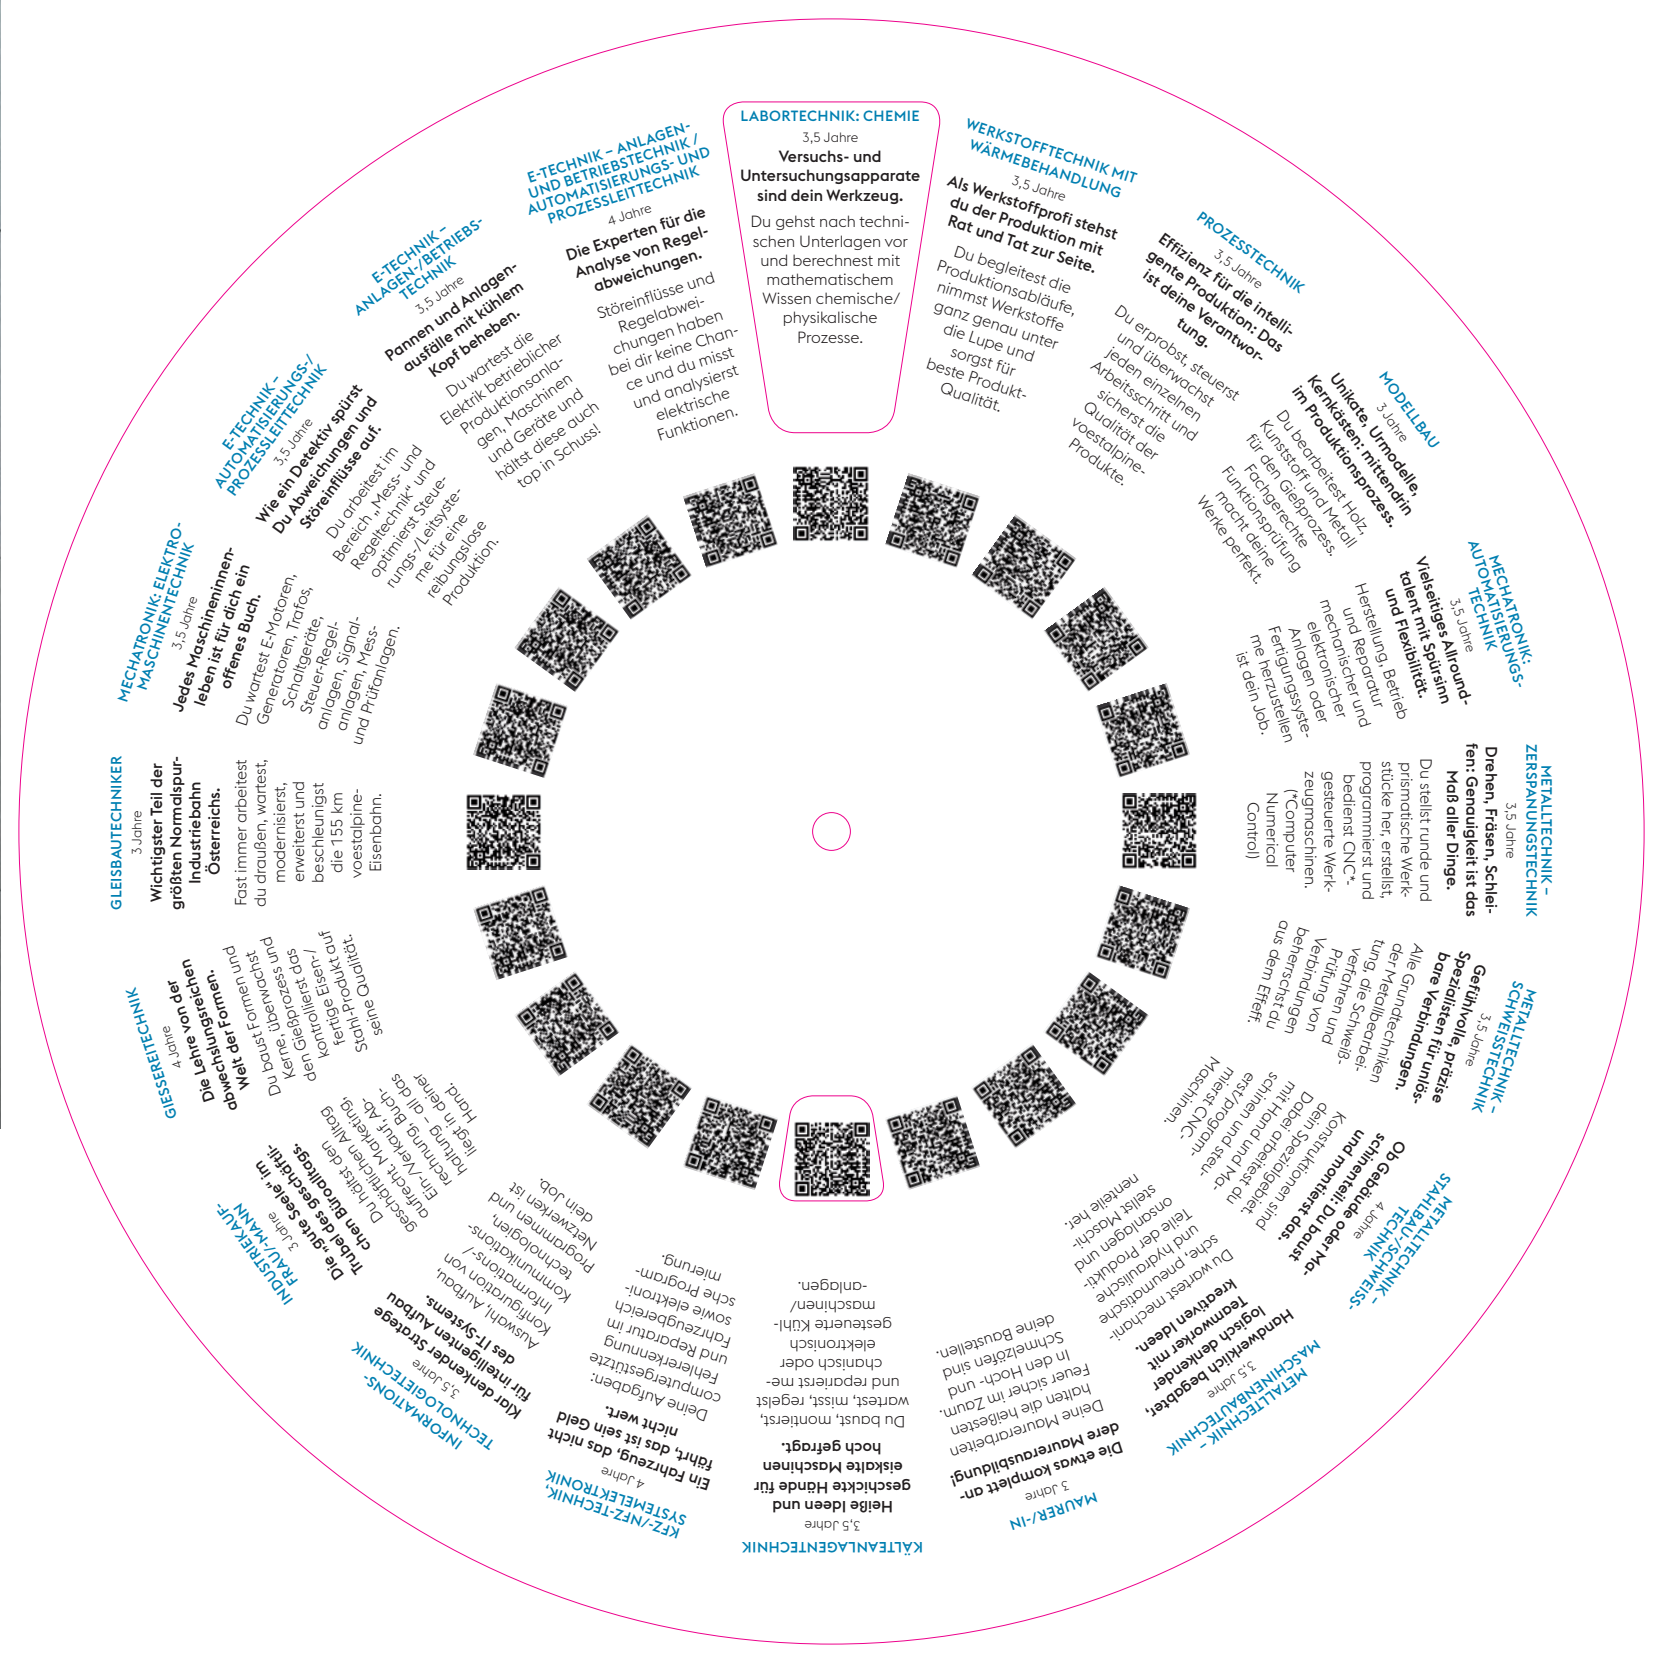 LABORTECHNIK: CHEMIE
3,5 Jahre
Versuchs- und
Untersuchungsapparate
sind dein Werkzeug.
Du gehst nach techni-
schen Unterlagen vor
und berechnest mit
mathematischem
Wissen chemische/
physikalische
Prozesse.
WERKSTOFFTECHNIK MIT
WÄRMEBEHANDLUNG
3,5 Jahre
Als Werkstoffprofi stehst
du der Produktion mit
Rat und Tat zur Seite.
Du begleitest die
Produktionsabläufe,
nimmst Werkstoffe
ganz genau unter
die Lupe und
sorgst für
beste Produkt-
Qualität.
PROZESSTECHNIK
3,5 Jahre
Effizienz für die intelli-
gente Produktion: Das
ist deine Verantwor-
tung.
Du erprobst, steuerst
und überwachst
jeden einzelnen
Arbeitsschritt und
sicherst die
Qualität der
voestalpine-
Produkte.
MODELLBAU
3 Jahre
Unikate, Urmodelle,
Kernkästen: mittendrin
im Produktionsprozess.
Du bearbeitest Holz,
Kunststoff und Metall
für den Gießprozess.
Fachgerechte
Funktionsprüfung
macht deine
Werke perfekt.
MECHATRONIK:
AUTOMATISIERUNGS-
TECHNIK
3,5 Jahre
Vielseitiges Allround-
talent mit Spürsinn
und Flexibilität.
Herstellung, Betrieb
und Reparatur
mechanischer und
elektronischer
Anlagen oder
Fertigungssyste-
me herzustellen
ist dein Job.
METALLTECHNIK –
ZERSPANUNGSTECHNIK
3,5 Jahre
Drehen, Fräsen, Schlei-
fen: Genauigkeit ist das
Maß aller Dinge.
Du stellst runde und
prismatische Werk-
stücke her, erstellst,
programmierst und
bedienst CNC*-
gesteuerte Werk-
zeugmaschinen.
(*Computer
Numerical
Control)
METALLTECHNIK –
SCHWEISSTECHNIK
3,5 Jahre
Gefühlvolle, präzise
Spezialisten für unlös-
bare Verbindungen.
Alle Grundtechniken
der Metallbearbei-
tung, die Schweiß-
verfahren und
Prüfung von
Verbindungen
beherrschst du
aus dem Effeff.
METALLTECHNIK –
STAHLBAU-/SCHWEISS-
TECHNIK
4 Jahre
Ob Gebäude oder Ma-
schinenteil: Du baust
und montierst das.
Konstruktionen sind
dein Spezialgebiet.
Dabei arbeitest du
mit Hand und Ma-
schinen und steu-
erst/program-
mierst CNC-
Maschinen.
METALLTECHNIK –
MASCHINENBAUTECHNIK
3,5 Jahre
Handwerklich begabter,
logisch denkender
Teamworker mit
kreativen Ideen.
Du wartest mechani-
sche, pneumatische
und hydraulische
Teile der Produkti-
onsanlagen und
stellst Maschi-
nenteile her.
MAURER/-IN
3 Jahre
Die etwas komplett an-
dere Maurerausbildung!
Deine Maurerarbeiten
halten die heißesten
Feuer sicher im Zaum.
In den Hoch- und
Schmelzöfen sind
deine Baustellen.
KÄLTEANLAGENTECHNIK
3,5 Jahre
Heiße Ideen und
geschickte Hände für
eiskalte Maschinen
hoch gefragt.
Du baust, montierst,
wartest, misst, regelst
und reparierst me-
chanisch oder
elektronisch
gesteuerte Kühl-
maschinen/
-anlagen.
KFZ-/NFZ-TECHNIK,
SYSTEMELEKTRONIK
4 Jahre
Ein Fahrzeug, das nicht
fährt, das ist sein Geld
nicht wert.
Deine Aufgaben:
computergestützte
Fehlererkennung
und Reparatur im
Fahrzeugbereich
sowie elektroni-
sche Program-
mierung.
INFORMATIONS-
TECHNOLOGIETECHNIK
3,5 Jahre
Klar denkender Stratege
für intelligenten Aufbau
des IT-Systems.
Auswahl, Aufbau,
Konfiguration von
Informations-/
Kommunikations-
technologien,
Programmen und
Netzwerken ist
dein Job.
INDUSTRIEKAUF-
FRAU/-MANN
3 Jahre
Die „gute Seele“ im
Trubel des geschäftli-
chen Büroalltags.
Du hältst den
geschäftlichen Alltag
aufrecht. Marketing,
Ein-/Verkauf, Ab-
rechnung, Buch-
haltung – all das
liegt in deiner
Hand.
GIESSEREITECHNIK
4 Jahre
Die Lehre von der
abwechslungsreichen
Welt der Formen.
Du baust Formen und
Kerne, überwachst
den Gießprozess und
kontrollierst das
fertige Eisen-/
Stahl-Produkt auf
seine Qualität.
GLEISBAUTECHNIKER
3 Jahre
Wichtigster Teil der
größten Normalspur-
Industriebahn
Österreichs.
Fast immer arbeitest
du draußen, wartest,
modernisierst,
erweiterst und
beschleunigst
die 155 km
voestalpine-
Eisenbahn.
MECHATRONIK: ELEKTRO-
MASCHINENTECHNIK
3,5 Jahre
Jedes Maschineninnen-
leben ist für dich ein
offenes Buch.
Du wartest E-Motoren,
Generatoren, Trafos,
Schaltgeräte,
Steuer-Regel-
anlagen, Signal-
anlagen, Mess-
und Prüfanlagen.
E-TECHNIK –
AUTOMATISIERUNGS-/
PROZESSLEITTECHNIK
3,5 Jahre
Wie ein Detektiv spürst
Du Abweichungen und
Störeinflüsse auf.
Du arbeitest im
Bereich „Mess- und
Regeltechnik“ und
optimierst Steue-
rungs-/Leitsyste-
me für eine
reibungslose
Produktion.
E-TECHNIK –
ANLAGEN-/BETRIEBS-
TECHNIK
3,5 Jahre
Pannen und Anlagen-
ausfälle mit kühlem
Kopf beheben.
Du wartest die
Elektrik betrieblicher
Produktionsanla-
gen, Maschinen
und Geräte und
hältst diese auch
top in Schuss!
E-TECHNIK – ANLAGEN-
UND BETRIEBSTECHNIK /
AUTOMATISIERUNGS- UND
PROZESSLEITTECHNIK
4 Jahre
Die Experten für die
Analyse von Regel-
abweichungen.
Störeinflüsse und
Regelabwei-
chungen haben
bei dir keine Chan-
ce und du misst
und analysierst
elektrische
Funktionen.